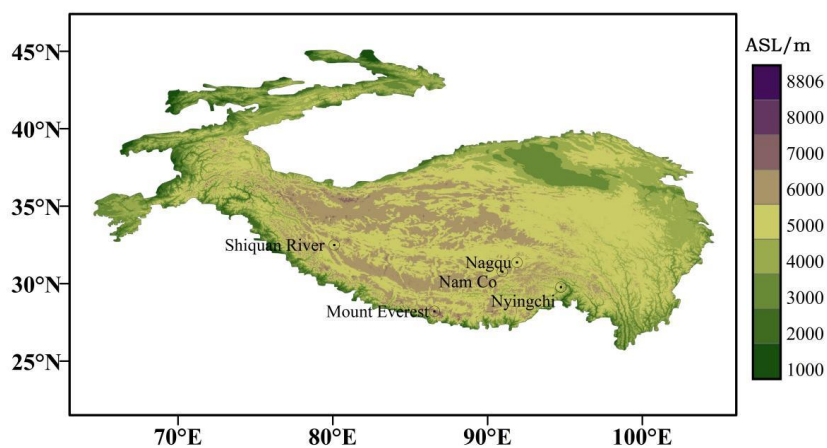 ASL/m
45°N
40°N
35°N
30°N
25°N
8806
8000
7000
6000
5000
4000
3000
2000
1000
Shiquan River
Nagqu
Nam Co
Nyingchi
Mount Everest
70°E 80°E 90°E 100°E